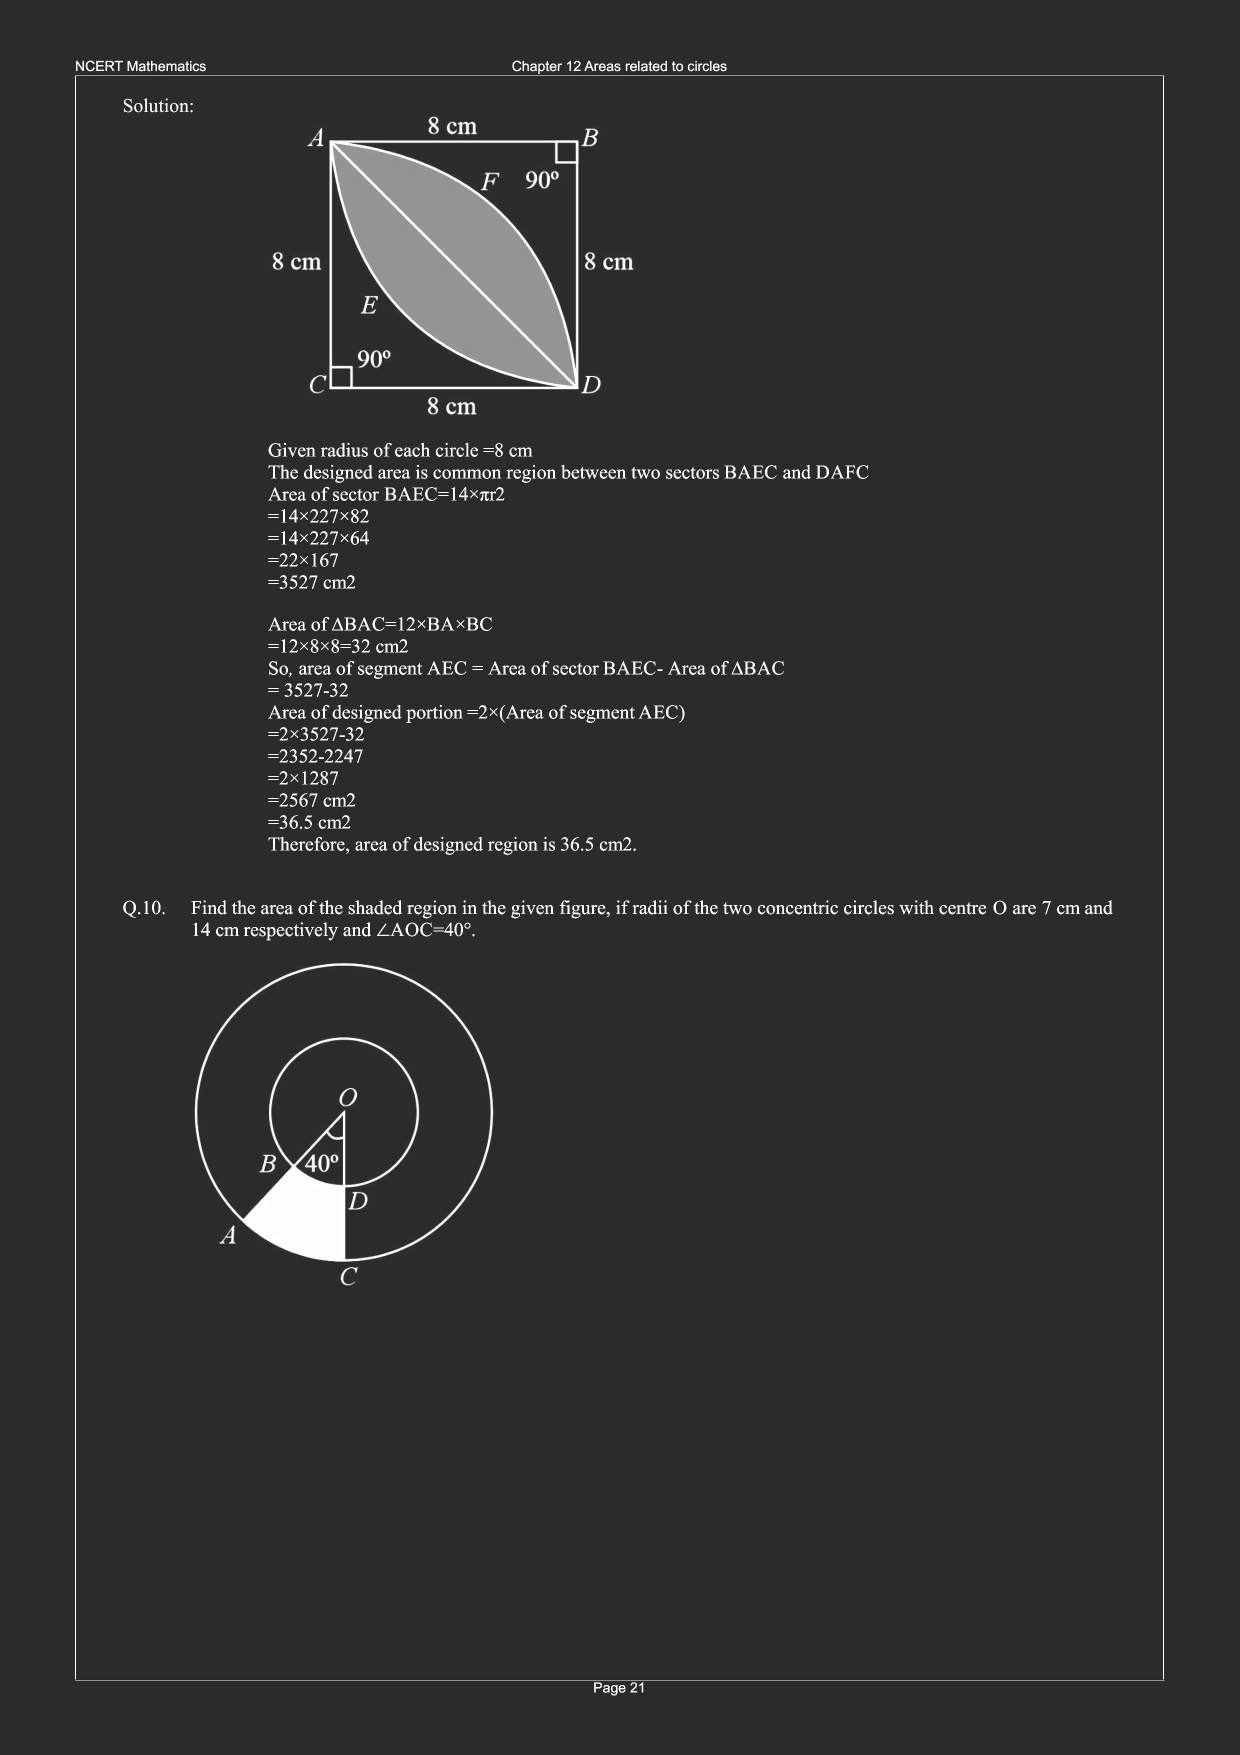 NCERT Mathematics Chapter 12 Areas related to circles
Solution:
8 cm
A B
F 90º
8 cm 8 cm
E
90º
C D
8 cm
Given radius of each circle =8 cm
The designed area is common region between two sectors BAEC and DAFC
Area of sector BAEC=14×πr2
=14×227×82
=14×227×64
=22×167
=3527 cm2
Area of ΔBAC=12×BA×BC
=12×8×8=32 cm2
So, area of segment AEC = Area of sector BAEC- Area of ΔBAC
= 3527-32
Area of designed portion =2×(Area of segment AEC)
=2×3527-32
=2352-2247
=2×1287
=2567 cm2
=36.5 cm2
Therefore, area of designed region is 36.5 cm2.
Q.10. Find the area of the shaded region in the given figure, if radii of the two concentric circles with centre O are 7 cm and
14 cm respectively and ∠AOC=40°.
O
B 40º
D
A
C
Page 21